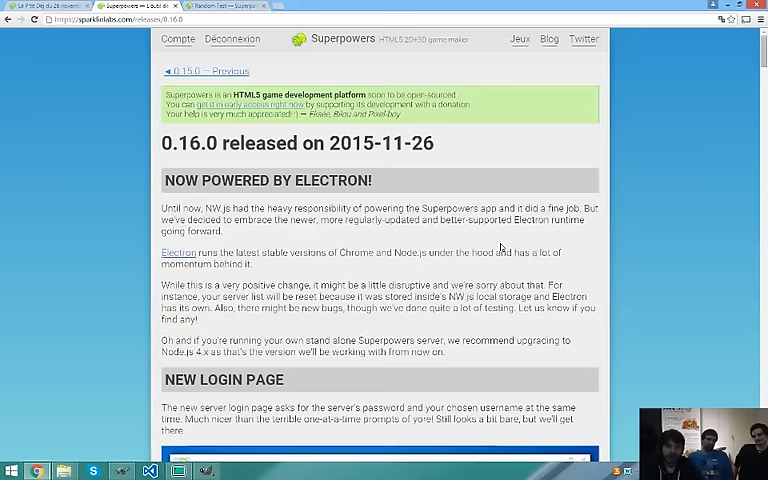 Le P'tit Dej du 26 novem
Superpowers — L'outil de
Random Test — Superpo
https://sparklinlabs.com/releases/0.16.0
Compte
Déconnexion
Superpowers
HTML5 2D+3D game maker
Jeux
Blog
Twitter
◄ 0.15.0 — Previous
Superpowers is an HTML5 game development platform soon to be open-sourced.
You can get it in early access right now by supporting its development with a donation.
Your help is very appreciated! :) — Elisée, Bilou and Pixel-boy
0.16.0 released on 2015-11-26
NOW POWERED BY ELECTRON!
Until now, NW.js had the heavy responsibility of powering the Superpowers app and it did a fine job. But
we've decided to embrace the newer, more regularly-updated and better-supported Electron runtime
going forward.
Electron runs the latest stable versions of Chrome and Node.js under the hood and has a lot of
momentum behind it.
While this is a very positive change, it might be a little disruptive and we're sorry about that. For
instance, your server list will be reset because it was stored inside's NW.js local storage and Electron
has its own. Also, there might be new bugs, though we've done quite a lot of testing. Let us know if you
find any!
Oh and if you're running your own stand alone Superpowers server, we recommend upgrading to
Node.js 4.x as that's the version we'll be working with from now on.
NEW LOGIN PAGE
The new server login page asks for the server's password and your chosen username at the same
time. Much nicer than the terrible one-at-a-time prompts of yore! Still looks a bit bare, but we'll get
there.